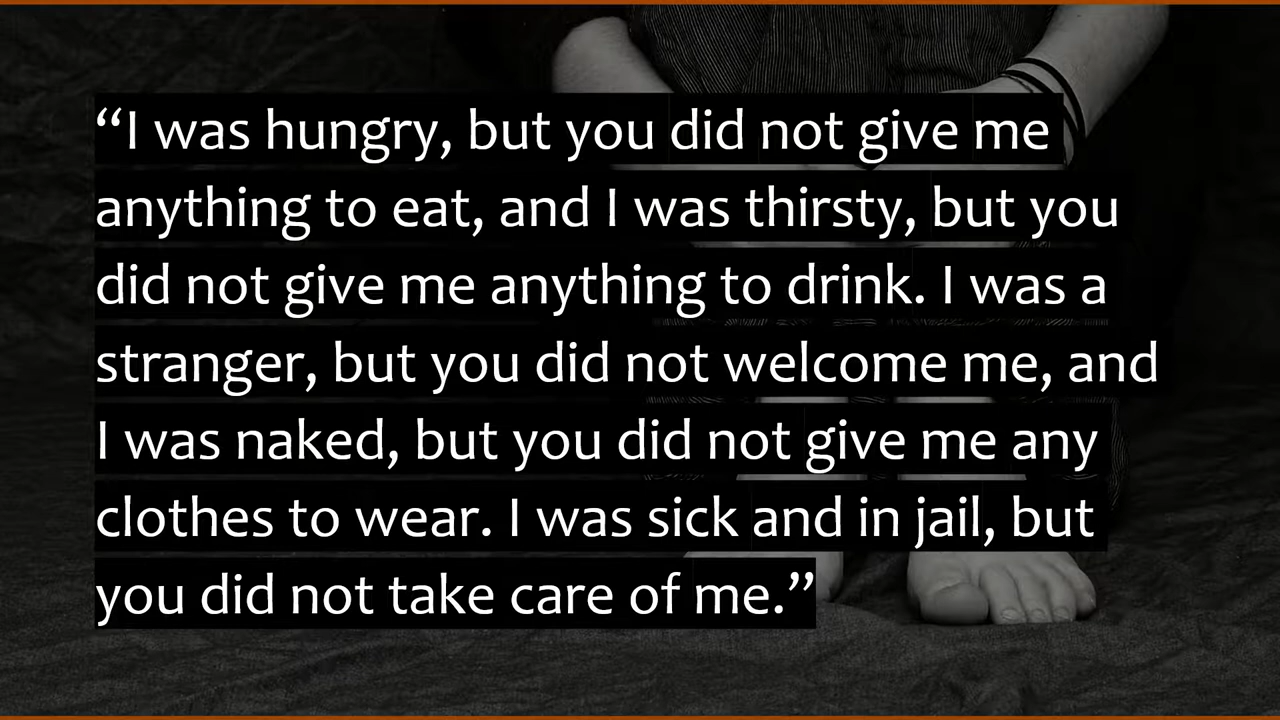 “I was hungry, but you did not give me
anything to eat, and I was thirsty, but you
did not give me anything to drink. I was a
stranger, but you did not welcome me, and
I was naked, but you did not give me any
clothes to wear. I was sick and in jail, but
you did not take care of me.”